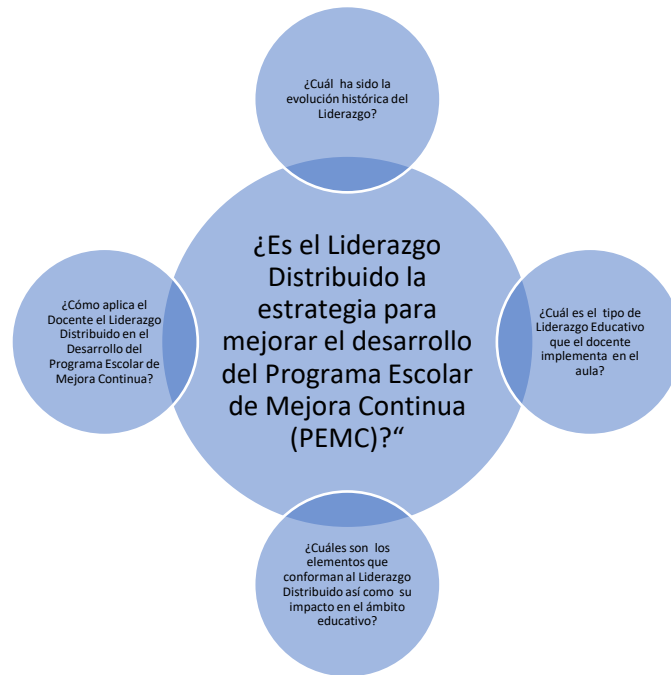 ¿Cuál ha sido la
evolución histórica del
Liderazgo?
¿Es el Liderazgo
Distribuido la
estrategia para
mejorar el desarrollo
del Programa Escolar
de Mejora Continua
(PEMC)?“
¿Cómo aplica el
Docente el Liderazgo
Distribuido en el
Desarrollo del
Programa Escolar de
Mejora Continua?
¿Cuál es el tipo de
Liderazgo Educativo
que el docente
implementa en el
aula?
¿Cuáles son los
elementos que
conforman al Liderazgo
Distribuido así como su
impacto en el ámbito
educativo?